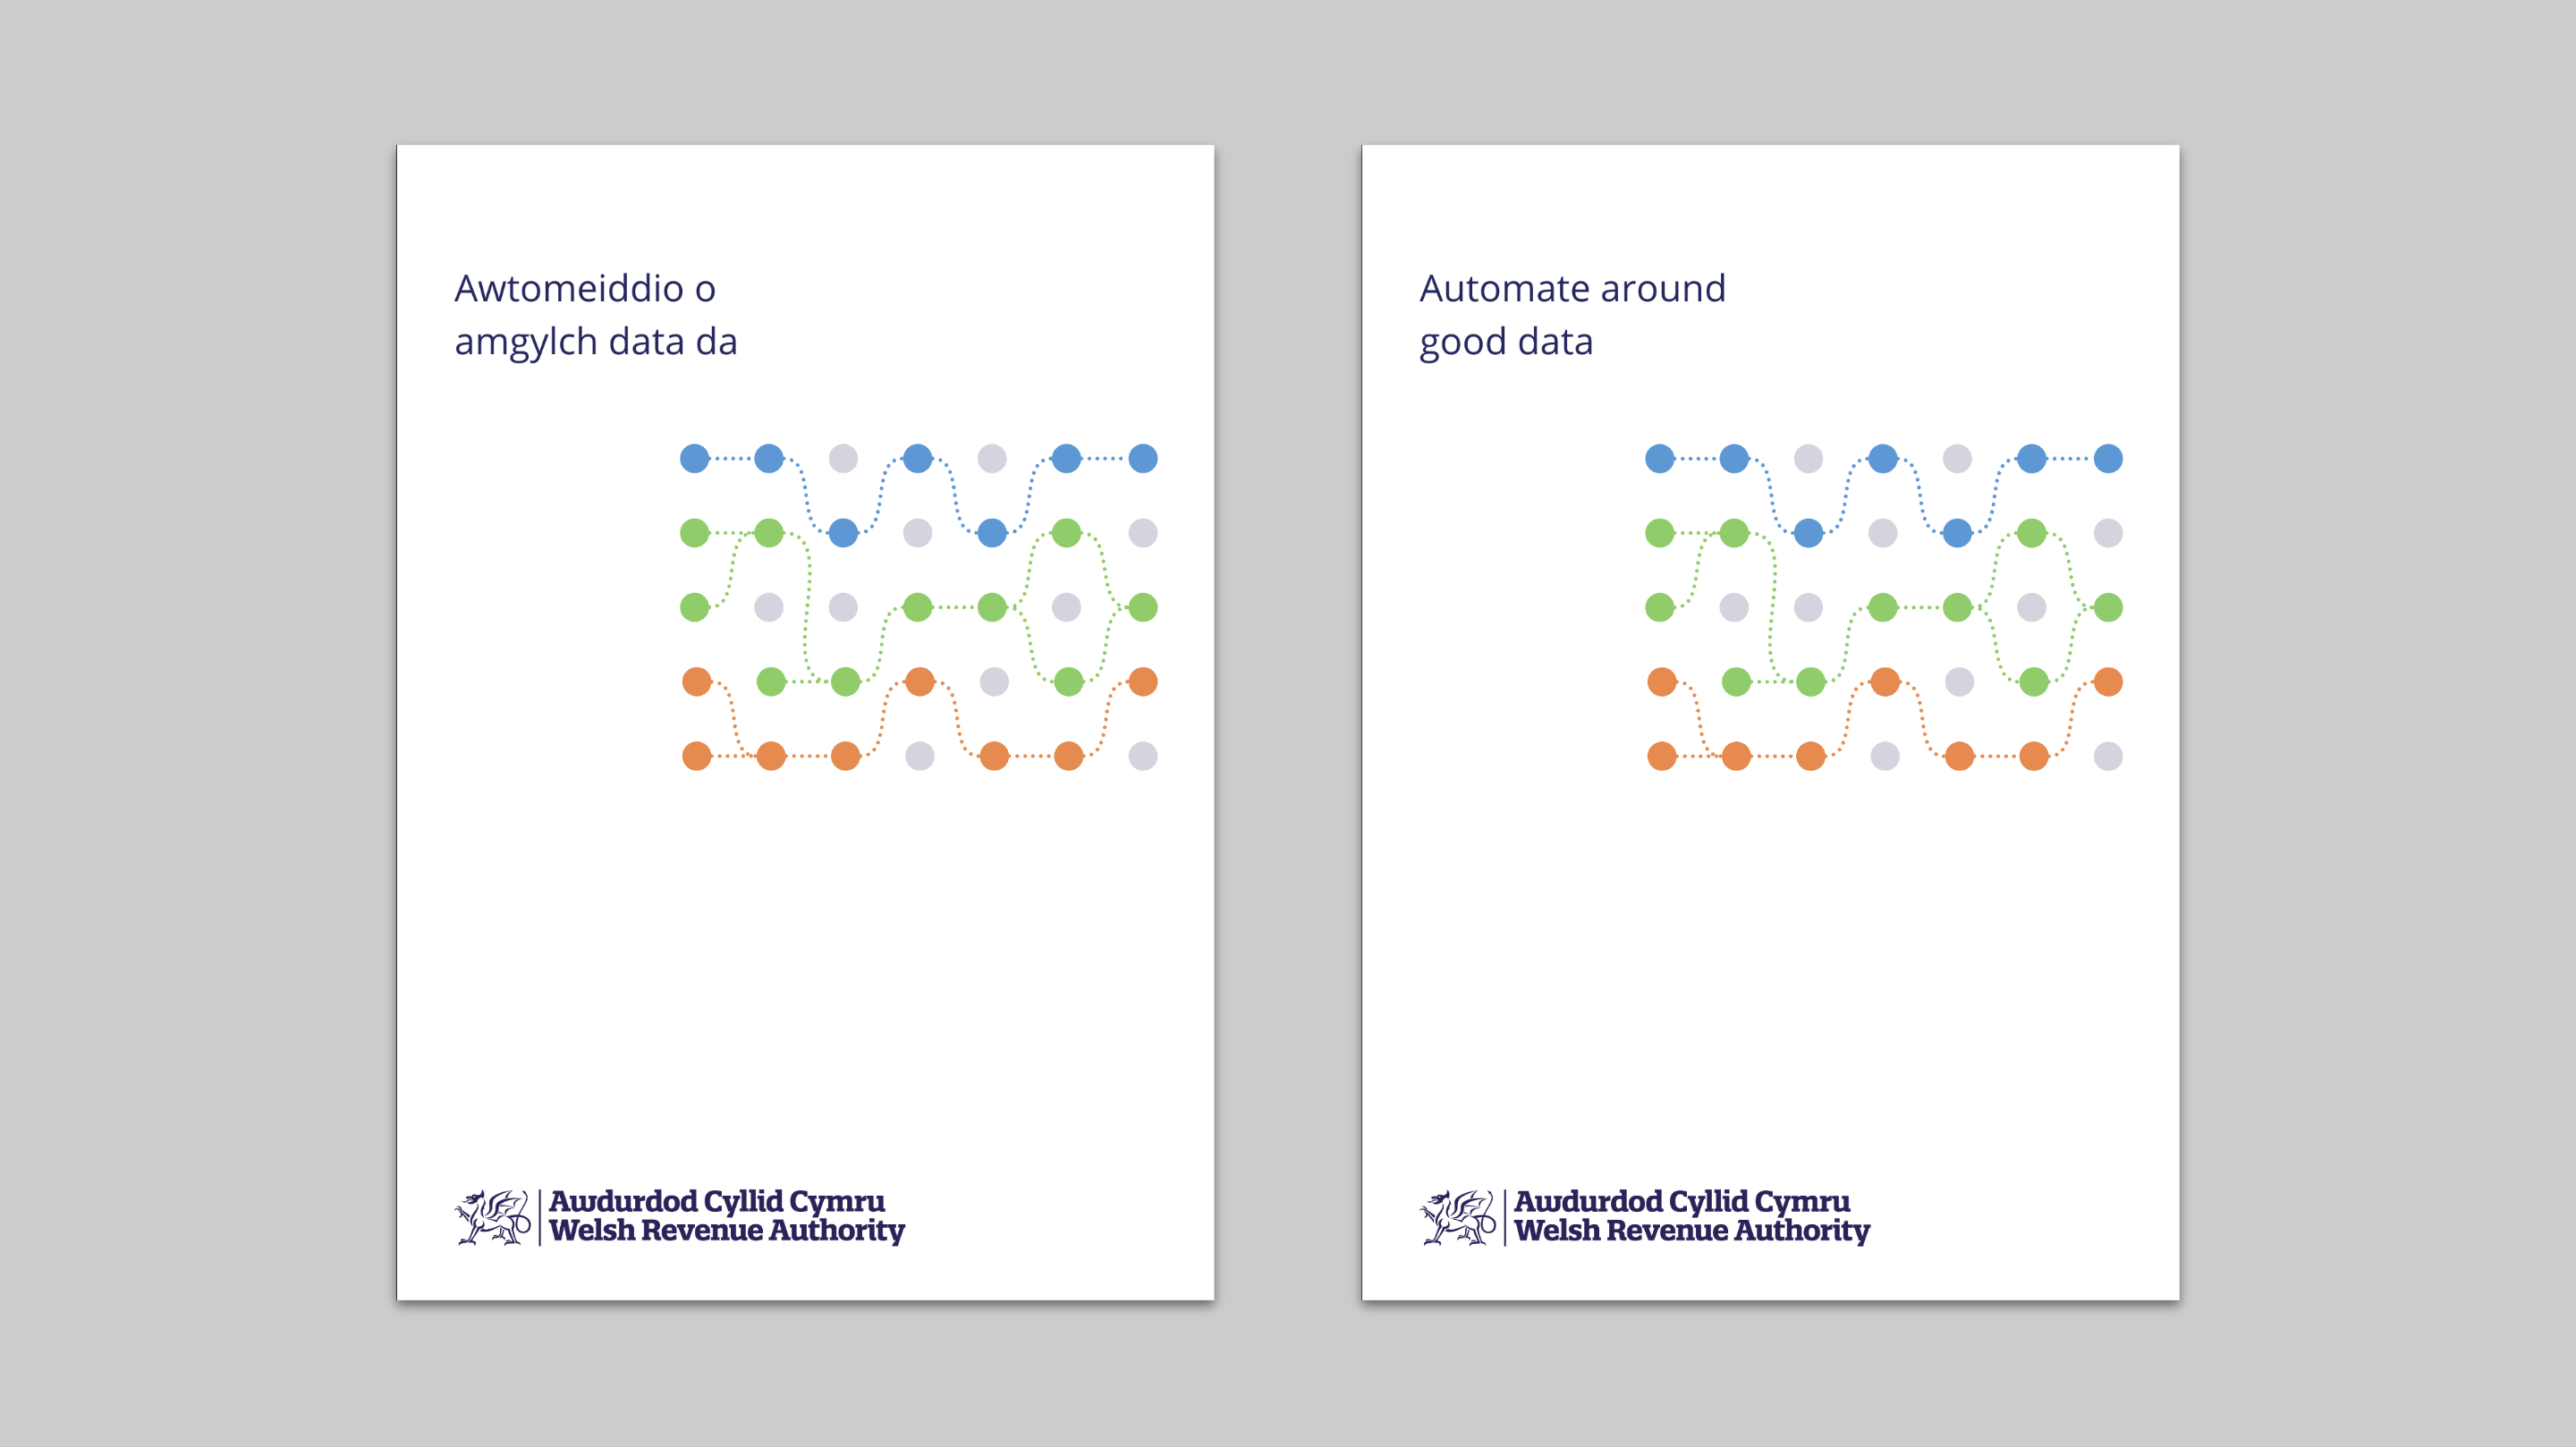 Awtomeiddio o
amgylch data da
Awdurdod Cyllid Cymru
Welsh Revenue Authority
Automate around
good data
Awdurdod Cyllid Cymru
Welsh Revenue Authority